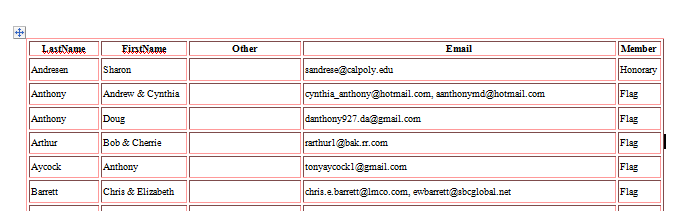 LastName FirstName Other Email Member
Andresen Sharon sandrese@calpoly.edu Honorary
Anthony Andrew & Cynthia cynthia_anthony@hotmail.com, aanthonymd@hotmail.com Flag
Anthony Doug danthony927.da@gmail.com Flag
Arthur Bob & Cherrie rarthur1@bak.rr.com Flag
Aycock Anthony tonyaycock1@gmail.com Flag
Barrett Chris & Elizabeth chris.e.barrett@lmco.com, ewbarrett@sbcglobal.net Flag